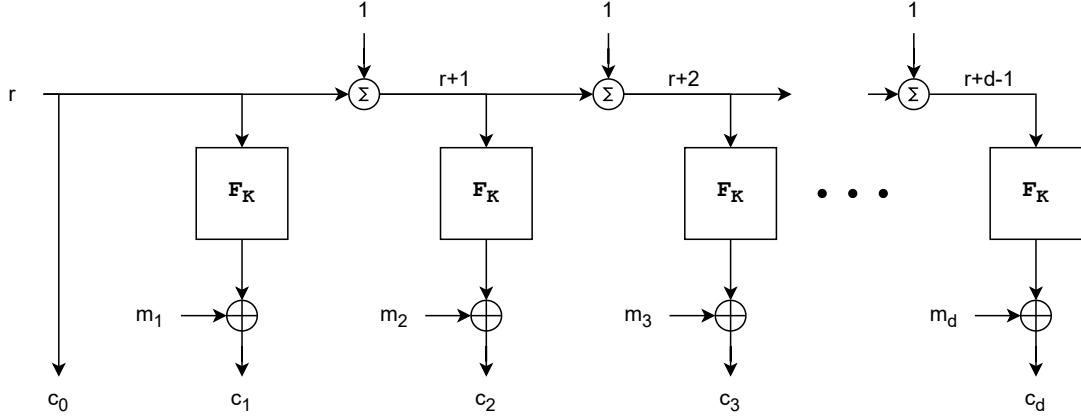 1 1 1
r r+1 r+2 r+d-1
Σ Σ Σ
F_K F_K F_K F_K
m_1 m_2 m_3 m_d
c_0 c_1 c_2 c_3 c_d